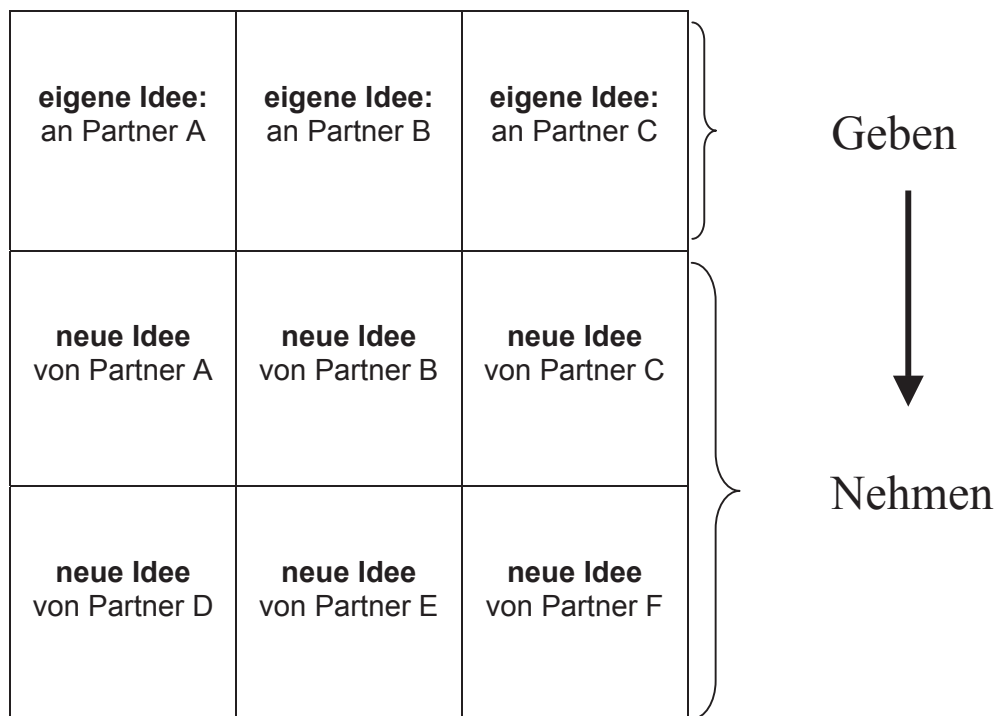 eigene Idee:
an Partner A
eigene Idee:
an Partner B
eigene Idee:
an Partner C
Geben
neue Idee
von Partner A
neue Idee
von Partner B
neue Idee
von Partner C
Nehmen
neue Idee
von Partner D
neue Idee
von Partner E
neue Idee
von Partner F